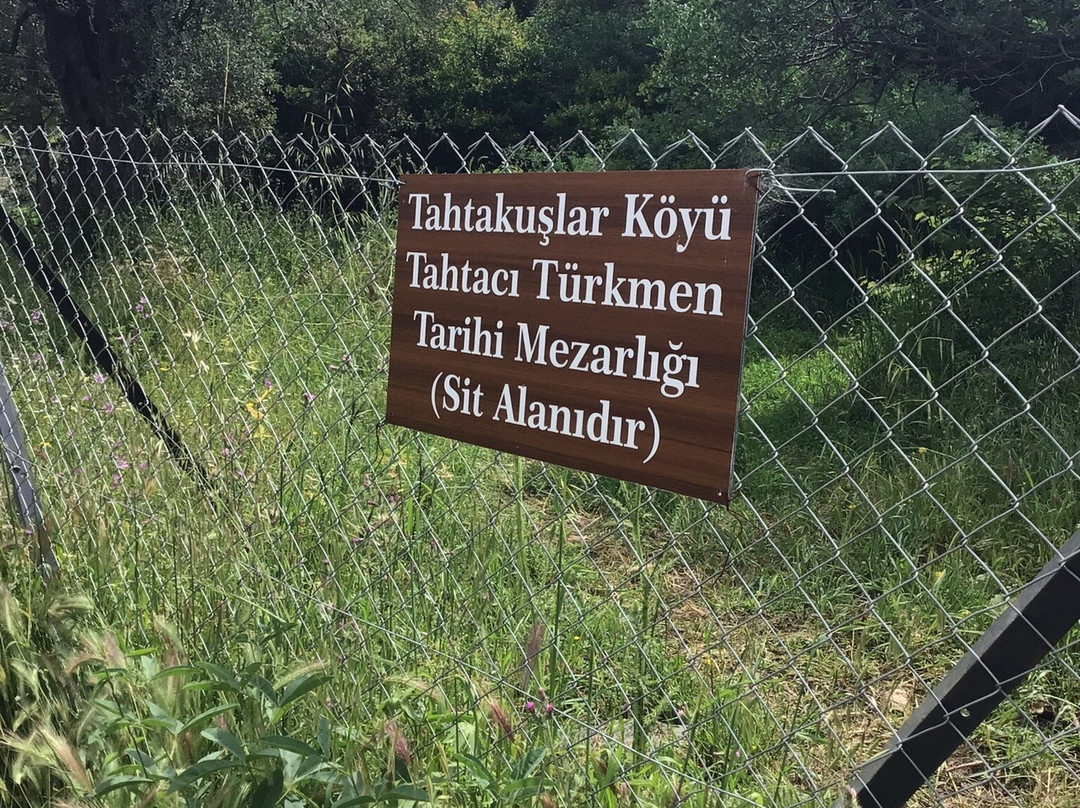 Tahtakuşlar Köyü
Tahtacı Türkmen
Tarihi Mezarlığı
(Sit Alanıdır)